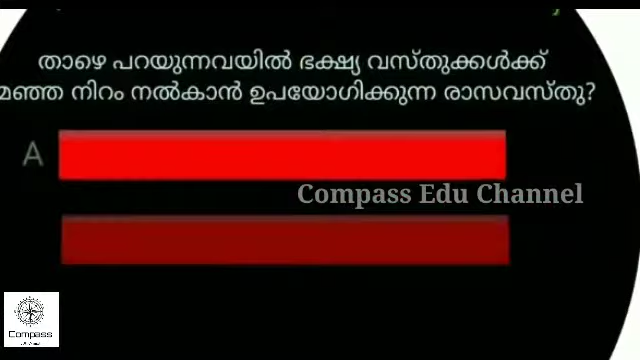 താഴെ പറയുന്നവയിൽ ഭക്ഷ്യ വസ്തുക്കൾക്ക്
മഞ്ഞ നിറം നൽകാൻ ഉപയോഗിക്കുന്ന രാസവസ്തു?
A
Compass Edu Channel
Compass